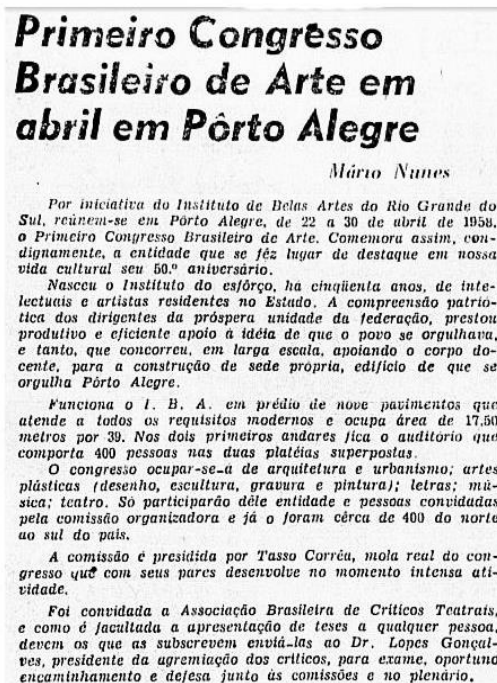 Primeiro Congresso
Brasileiro de Arte em
abril em Pôrto Alegre
Mário Nunes
Por iniciativa do Instituto de Belas Artes do Rio Grande do
Sul, reúnem-se em Pôrto Alegre, de 22 a 30 de abril de 1958,
o Primeiro Congresso Brasileiro de Arte. Comemora assim, con-
dignamente, a entidade que se féz lugar de destaque em nossa
vida cultural seu 50.º aniversário.
Nasceu o Instituto do esfôrço, há cinqüenta anos, de inte-
lectuais e artistas residentes no Estado. A compreensão patrió-
tica dos dirigentes da próspera unidade da federação, prestou
produtivo e eficiente apoio à idéia de que o povo se orgulhava,
e tanto, que concorreu, em larga escala, apoiando o corpo do-
cente, para a construção de sede própria, edifício de que se
orgulha Pôrto Alegre.
Funciona o I. B. A. em prédio de nove pavimentos que
atende a todos os requisitos modernos e ocupa área de 17,50
metros por 39. Nos dois primeiros andares fica o auditório que
comporta 400 pessoas nas duas platéias superpostas.
O congresso ocupar-se-á de arquitetura e urbanismo; artes
plásticas (desenho, escultura, gravura e pintura); letras; mú-
sica; teatro. Só participarão dêle entidade e pessoas convidadas
pela comissão organizadora e já o foram cêrca de 400 do norte
ao sul do país.
A comissão é presidida por Tasso Corrêa, mola real do con-
gresso que com seus pares desenvolve no momento intensa ati-
vidade.
Foi convidada a Associação Brasileira de Críticos Teatrais,
e como é facultada a apresentação de teses a qualquer pessoa,
devem os que as subscrevem enviá-las ao Dr. Lopes Gonçal-
ves, presidente da agremiação dos críticos, para exame, oportuno
encaminhamento e defesa junto às comissões e no plenário.